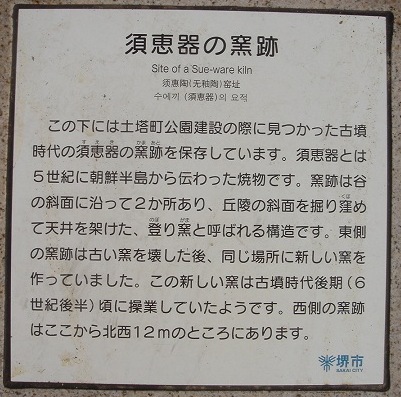 須恵器の窯跡
Site of a Sue-ware kiln
须惠陶(无釉陶)窑址
수에끼 (須恵器)의 요적
この下には土塔町公園建設の際に見つかった古墳
時代の須恵器の窯跡を保存しています。須恵器とは
5世紀に朝鮮半島から伝わった焼物です。窯跡は谷
の斜面に沿って2か所あり、丘陵の斜面を掘り窪め
て天井を架けた、登り窯と呼ばれる構造です。東側
の窯跡は古い窯を壊した後、同じ場所に新しい窯を
作っていました。この新しい窯は古墳時代後期(6
世紀後半)頃に操業していたようです。西側の窯跡
はここから北西12mのところにあります。
堺市
SAKAI CITY